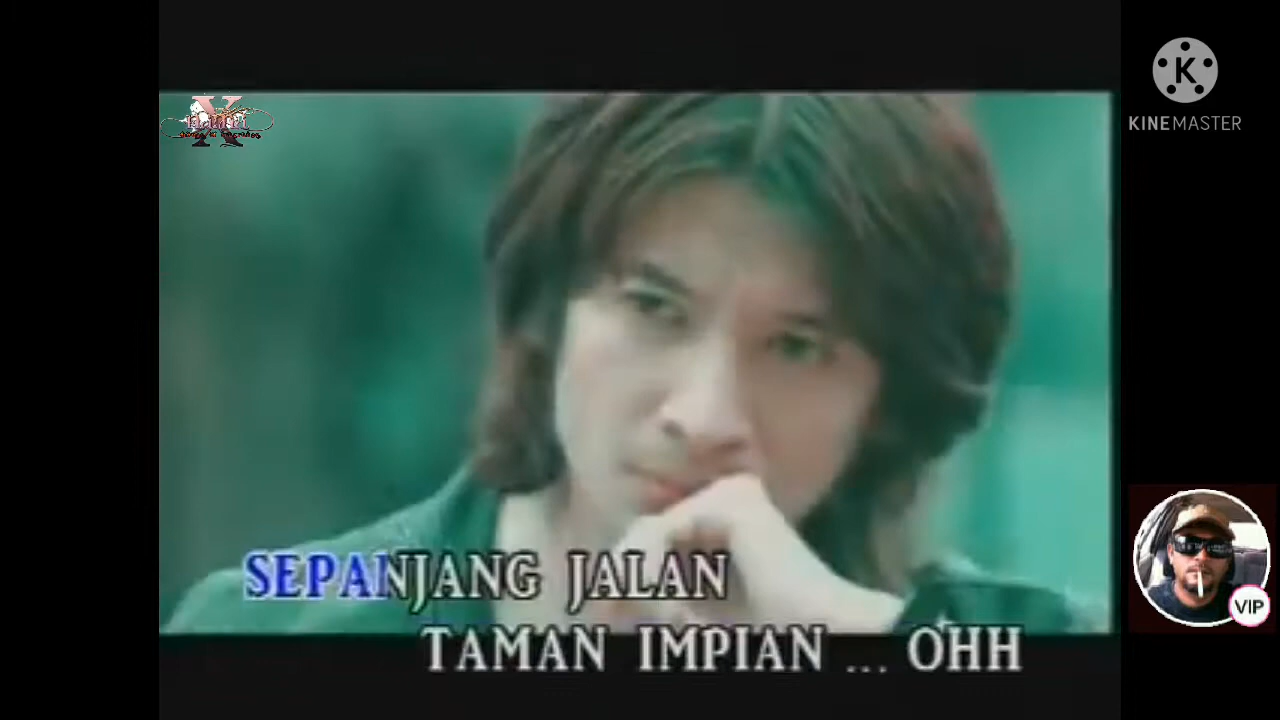 X
KINEMASTER
SEPANJANG JALAN
TAMAN IMPIAN ... OHH
VIP